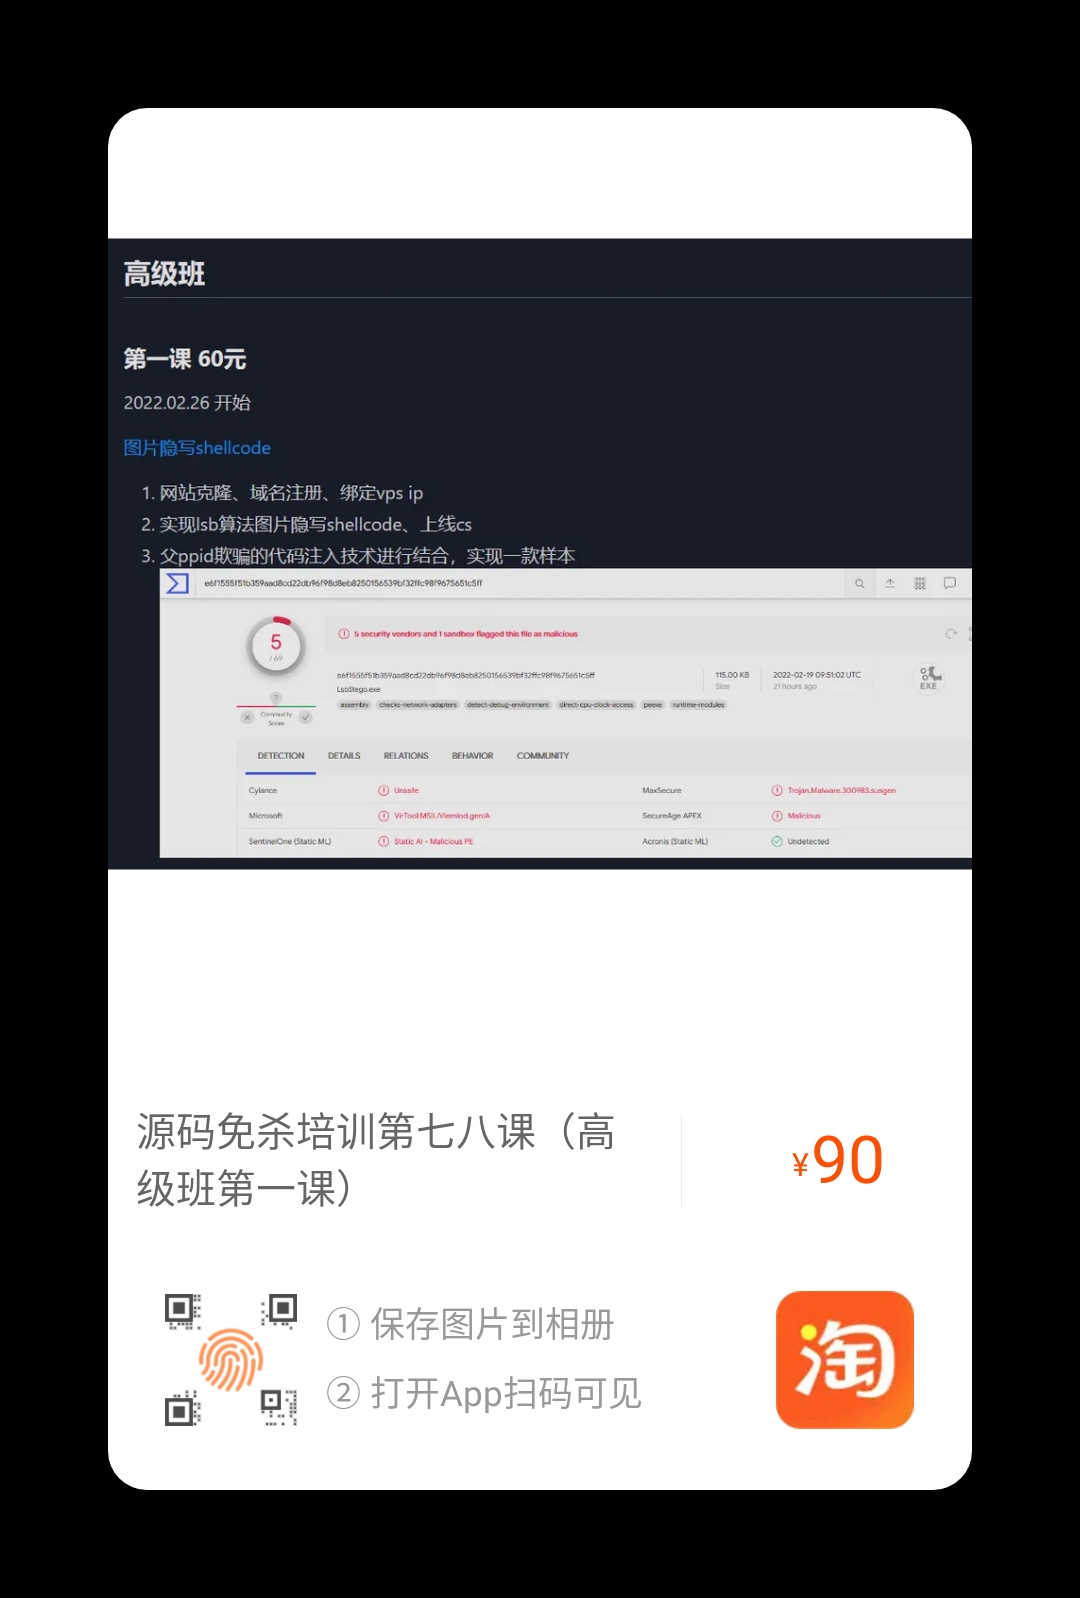 高级班
第一课 60元
2022.02.26 开始
图片隐写shellcode
1. 网站克隆、域名注册、绑定vps ip
2. 实现lsb算法图片隐写shellcode、上线cs
3. 父ppid欺骗的代码注入技术进行结合，实现一款样本
e6f1555f51b359aad8cd22db96f98d8eb8250156539bf32ffc98f9675651c5ff
5
/ 69
5 security vendors and 1 sandbox flagged this file as malicious
e6f1555f51b359aad8cd22db96f98d8eb8250156539bf32ffc98f9675651c5ff
LsbStego.exe
115.00 KB
Size
2022-02-19 09:51:02 UTC
21 hours ago
EXE
assembly checks-network-adapters detect-debug-environment direct-cpu-clock-access peexe runtime-modules
?
Community
Score
DETECTION DETAILS RELATIONS BEHAVIOR COMMUNITY
Cylance Unsafe MaxSecure Trojan.Malware.300983.susgen
Microsoft VirTool:MSIL/Viemlod.gen!A SecureAge APEX Malicious
SentinelOne (Static ML) Static AI - Malicious PE Acronis (Static ML) Undetected
源码免杀培训第七八课（高
级班第一课）
¥90
① 保存图片到相册
② 打开App扫码可见
淘